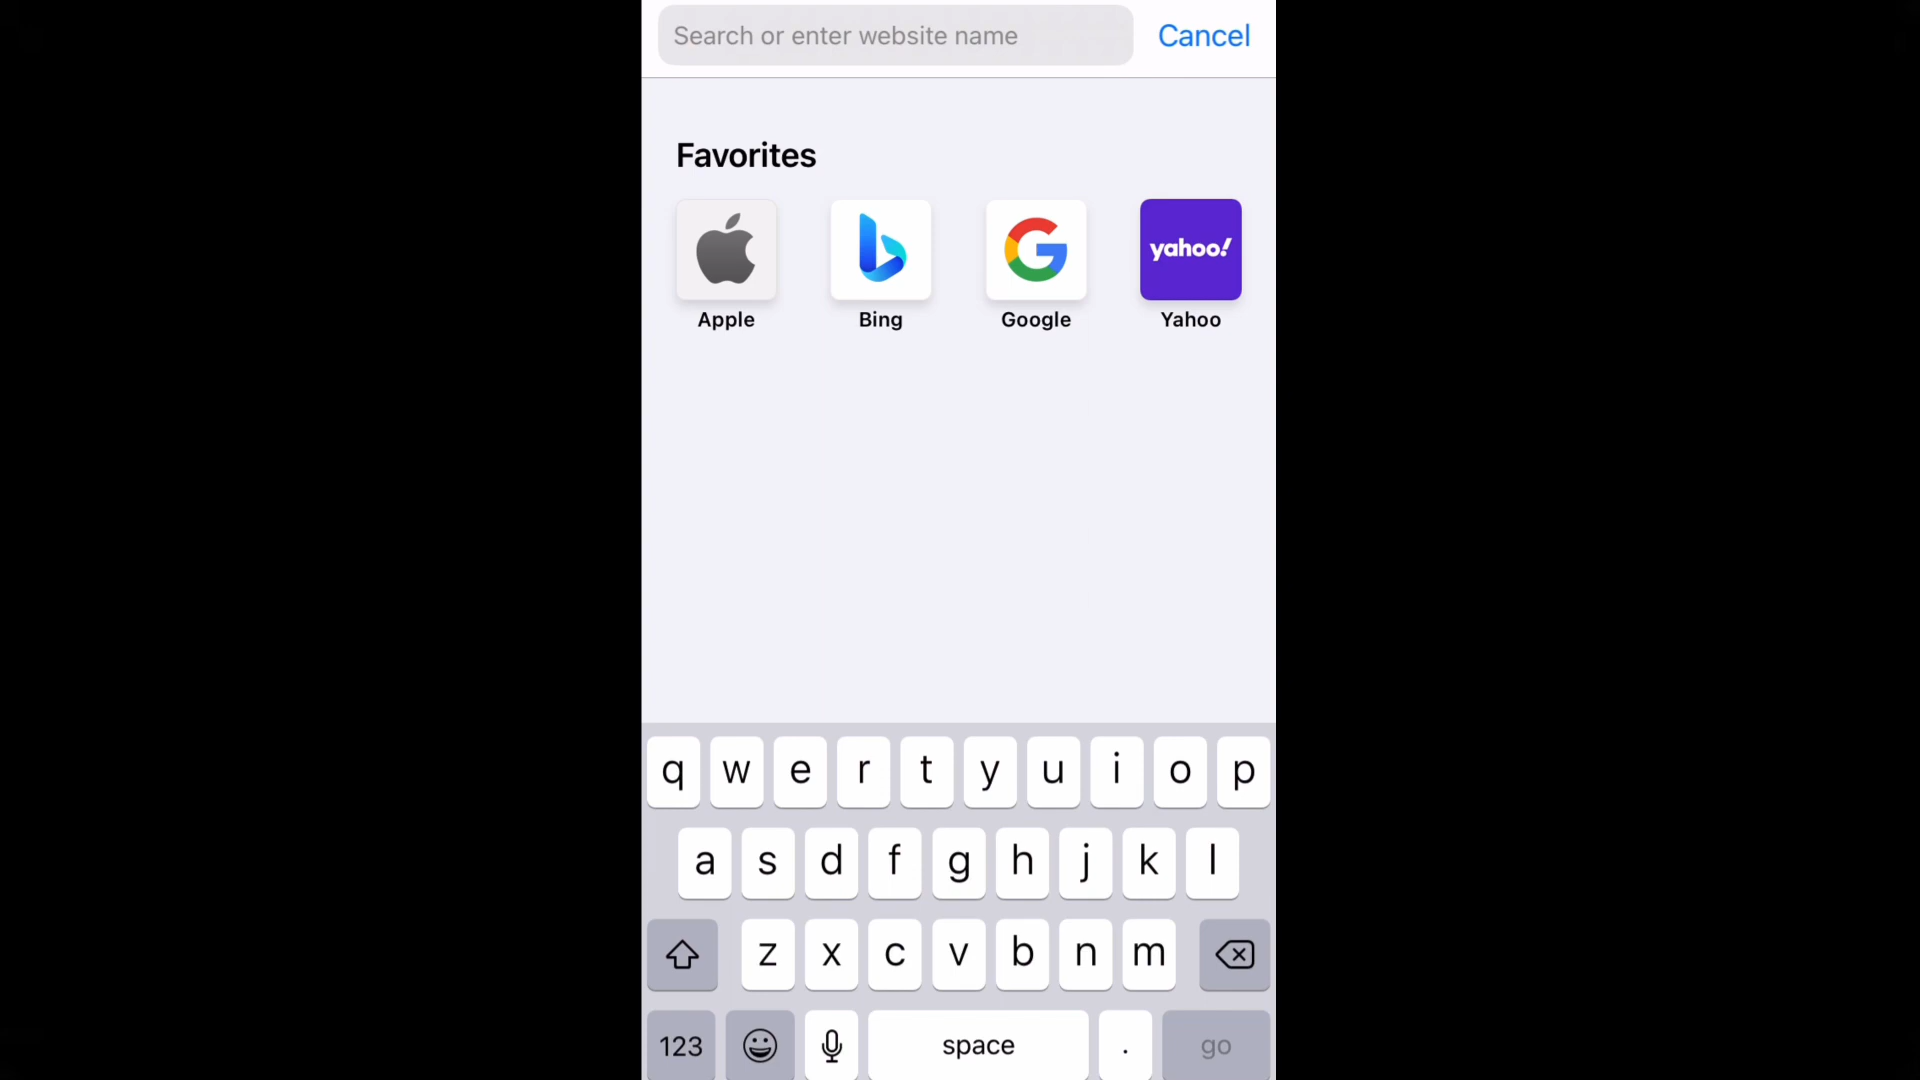 Search or enter website name Cancel
Favorites
yahoo!
Apple Bing Google Yahoo
q w e r t y u i o p
a s d f g h j k l
z x c v b n m
123 space . go